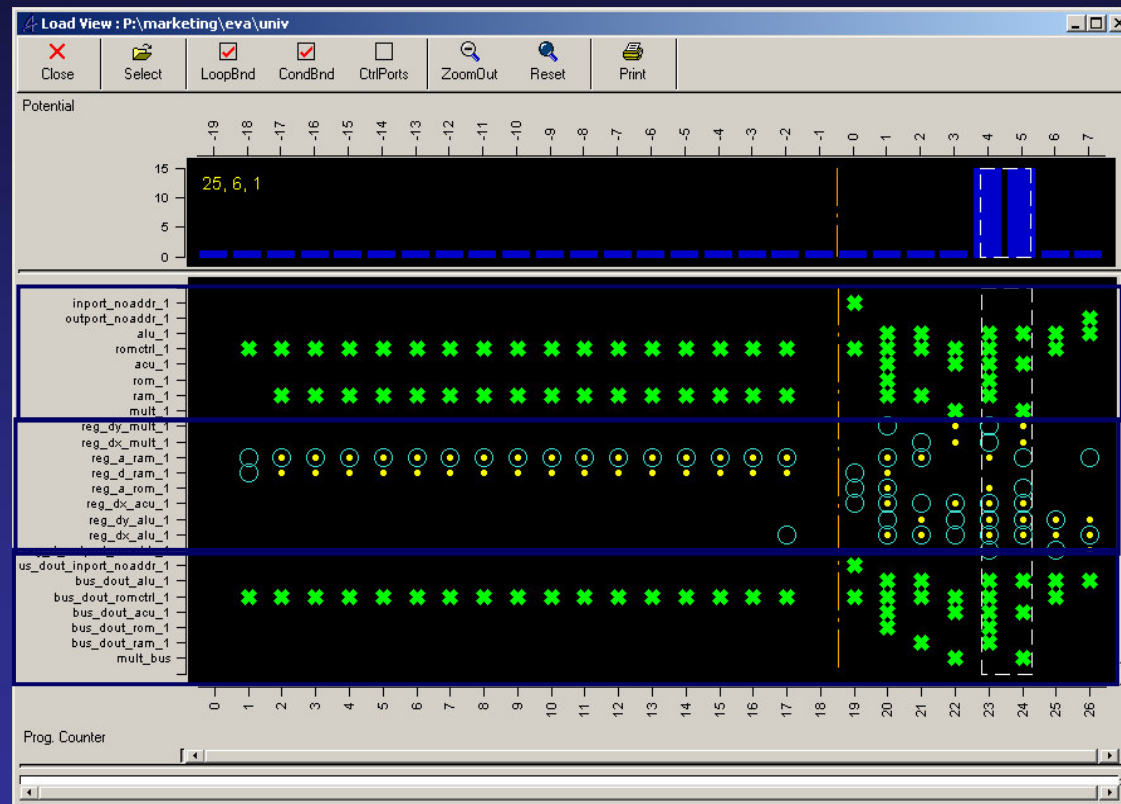 Load View : P:\marketing\eva\univ
Close Select LoopBnd CondBnd CtrlPorts ZoomOut Reset Print
Potential
-19 -18 -17 -16 -15 -14 -13 -12 -11 -10 -9 -8 -7 -6 -5 -4 -3 -2 -1 0 1 2 3 4 5 6 7
15
25, 6, 1
10
5
0
inport_noaddr_1
outport_noaddr_1
alu_1
romctrl_1
acu_1
rom_1
ram_1
mult_1
reg_dy_mult_1
reg_dx_mult_1
reg_a_ram_1
reg_d_ram_1
reg_a_rom_1
reg_dx_acu_1
reg_dy_alu_1
reg_dx_alu_1
us_dout_inport_noaddr_1
bus_dout_alu_1
bus_dout_romctrl_1
bus_dout_acu_1
bus_dout_rom_1
bus_dout_ram_1
mult_bus
0 1 2 3 4 5 6 7 8 9 10 11 12 13 14 15 16 17 18 19 20 21 22 23 24 25 26
Prog. Counter